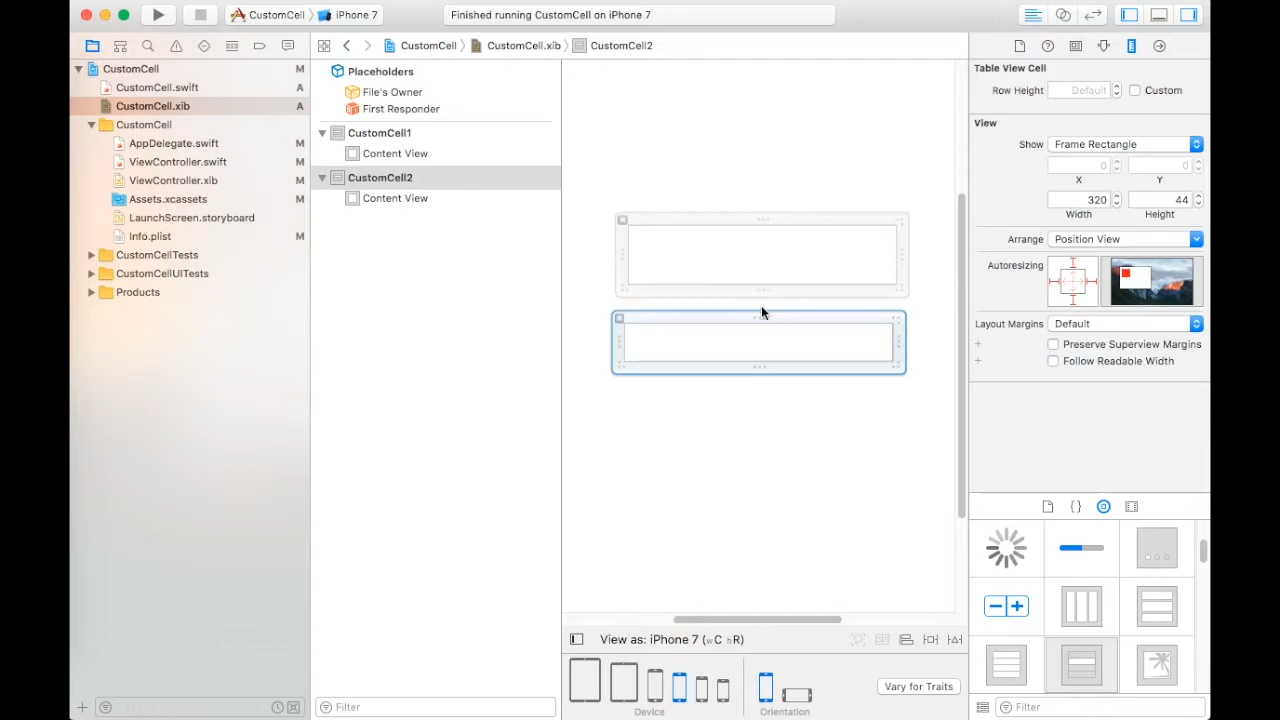 CustomCell
iPhone 7
Finished running CustomCell on iPhone 7
CustomCell
CustomCell.xib
CustomCell2
CustomCell M
CustomCell.swift A
CustomCell.xib A
CustomCell
AppDelegate.swift M
ViewController.swift M
ViewController.xib M
Assets.xcassets M
LaunchScreen.storyboard
Info.plist M
CustomCellTests
CustomCellUITests
Products
Placeholders
File's Owner
First Responder
CustomCell1
Content View
CustomCell2
Content View
Filter
View as: iPhone 7 (wC hR)
Device
Orientation
Vary for Traits
Table View Cell
Row Height Default Custom
View
Show Frame Rectangle
0 0
X Y
320 44
Width Height
Arrange Position View
Autoresizing
Layout Margins Default
Preserve Superview Margins
Follow Readable Width
Filter